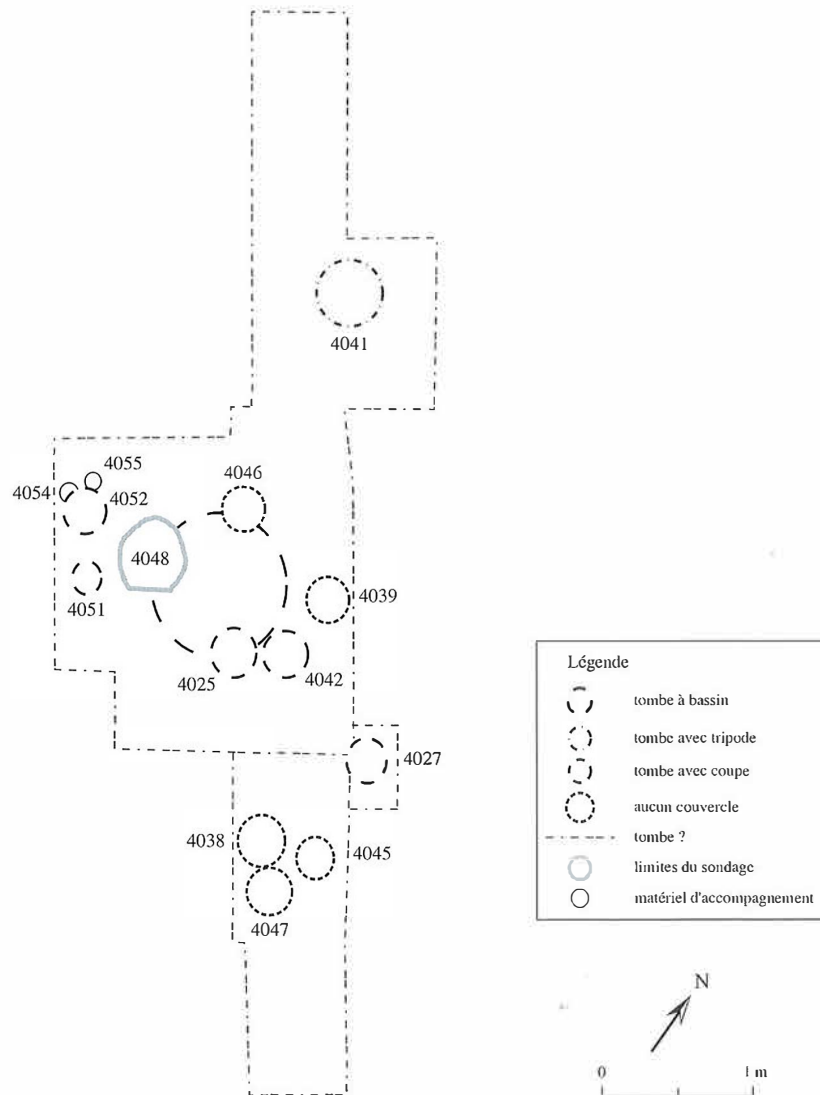 4041
4055
4046
4054
4052
4048
4039
4051
4025
4042
4027
4038
4045
4047
Légende
tombe à bassin
tombe avec tripode
tombe avec coupe
aucun couvercle
tombe ?
limites du sondage
matériel d'accompagnement
N
0 1 m